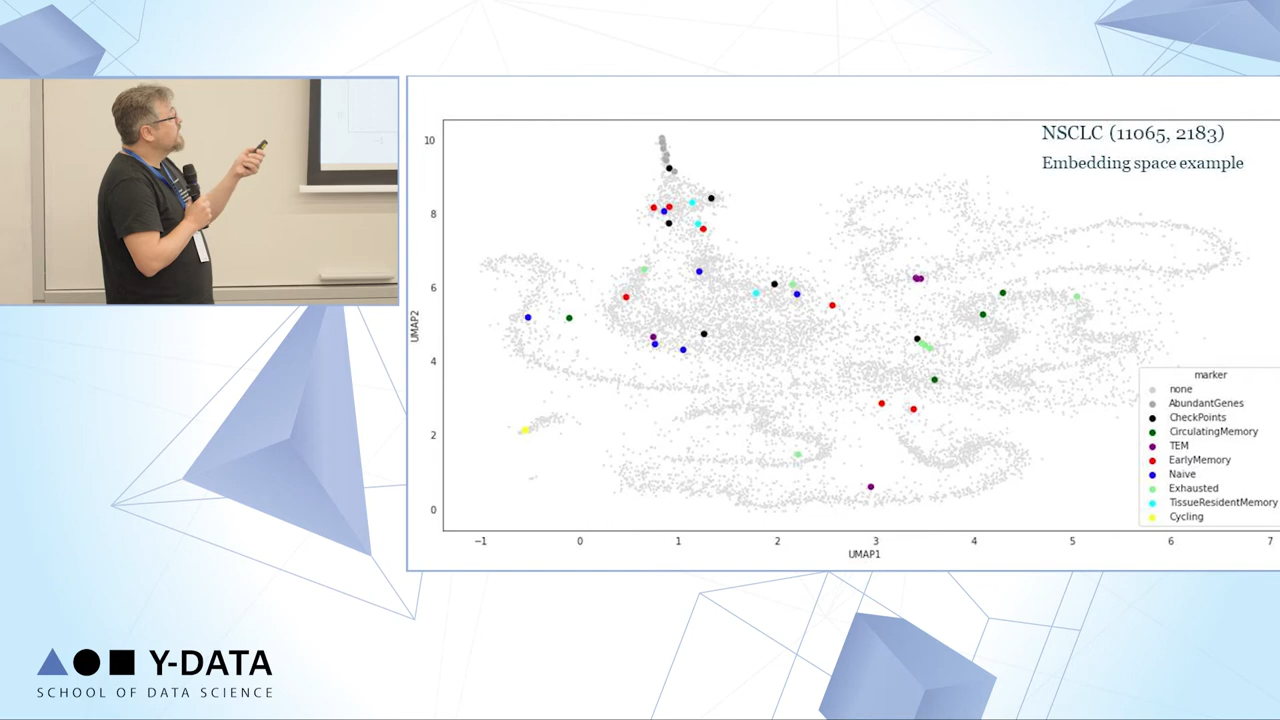 NSCLC (11065, 2183)
Embedding space example
10
8
6
4
2
0
UMAP2
−1
0
1
2
3
4
5
6
7
UMAP1
marker
none
AbundantGenes
CheckPoints
CirculatingMemory
TEM
EarlyMemory
Naive
Exhausted
TissueResidentMemory
Cycling
Y-DATA
SCHOOL OF DATA SCIENCE